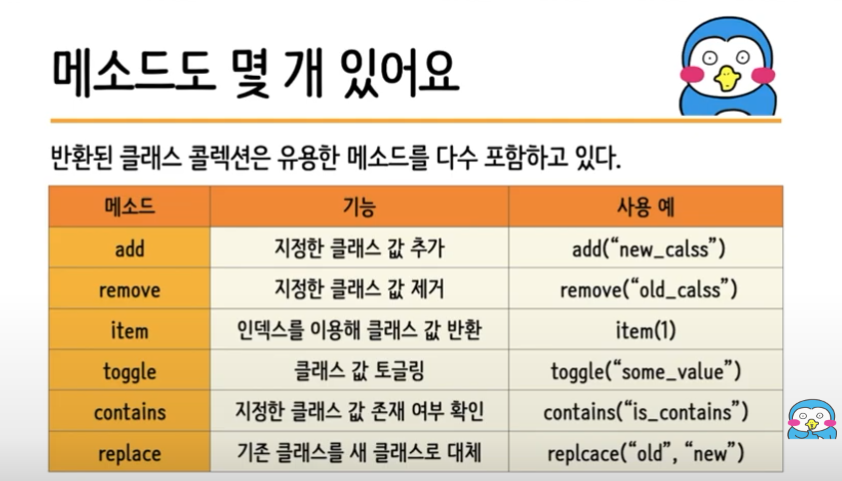 메소드도 몇 개 있어요
반환된 클래스 콜렉션은 유용한 메소드를 다수 포함하고 있다.
메소드 기능 사용 예
add 지정한 클래스 값 추가 add(“new_calss”)
remove 지정한 클래스 값 제거 remove(“old_calss”)
item 인덱스를 이용해 클래스 값 반환 item(1)
toggle 클래스 값 토글링 toggle(“some_value”)
contains 지정한 클래스 값 존재 여부 확인 contains(“is_contains”)
replace 기존 클래스를 새 클래스로 대체 replcace(“old”, “new”)